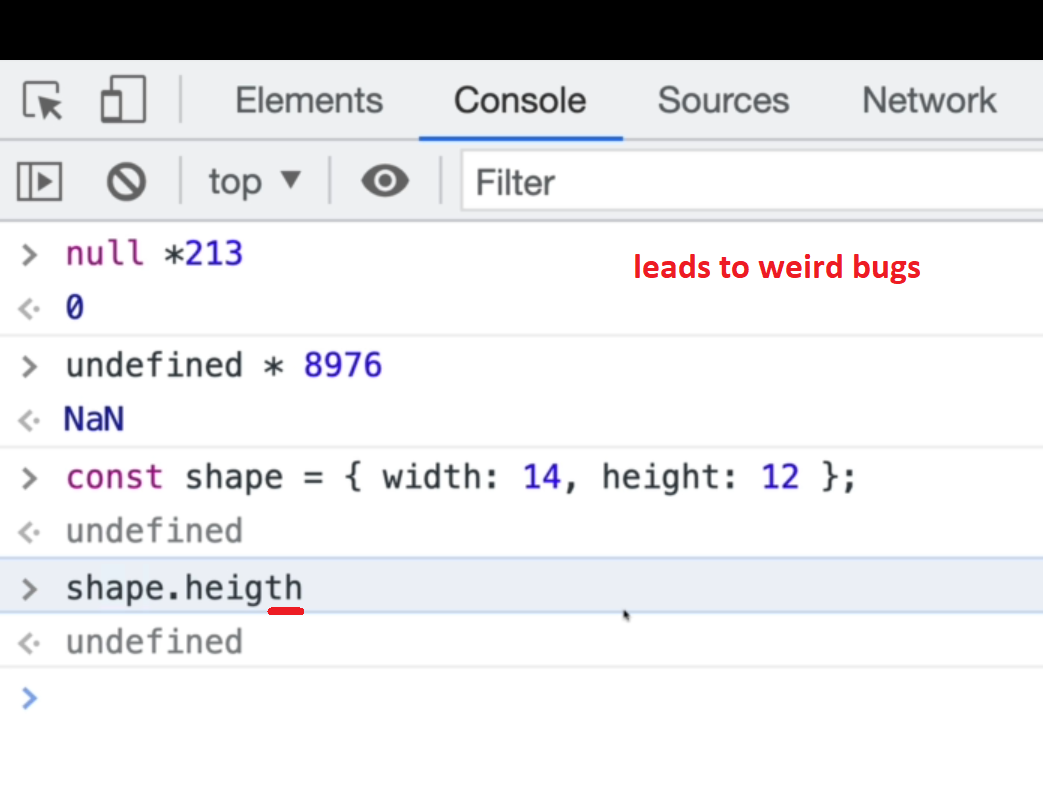 Elements Console Sources Network
top ▼ Filter
> null *213
leads to weird bugs
<· 0
> undefined * 8976
<· NaN
> const shape = { width: 14, height: 12 };
<· undefined
> shape.heigth
<· undefined
>